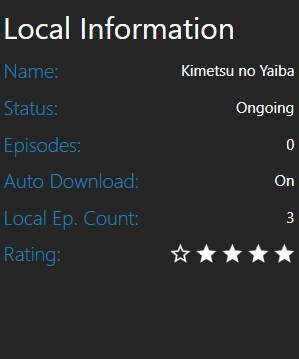 Local Information
Name: Kimetsu no Yaiba
Status: Ongoing
Episodes: 0
Auto Download: On
Local Ep. Count: 3
Rating: